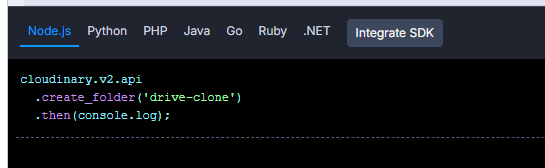 Node.js Python PHP Java Go Ruby .NET Integrate SDK
cloudinary.v2.api
.create_folder('drive-clone')
.then(console.log);